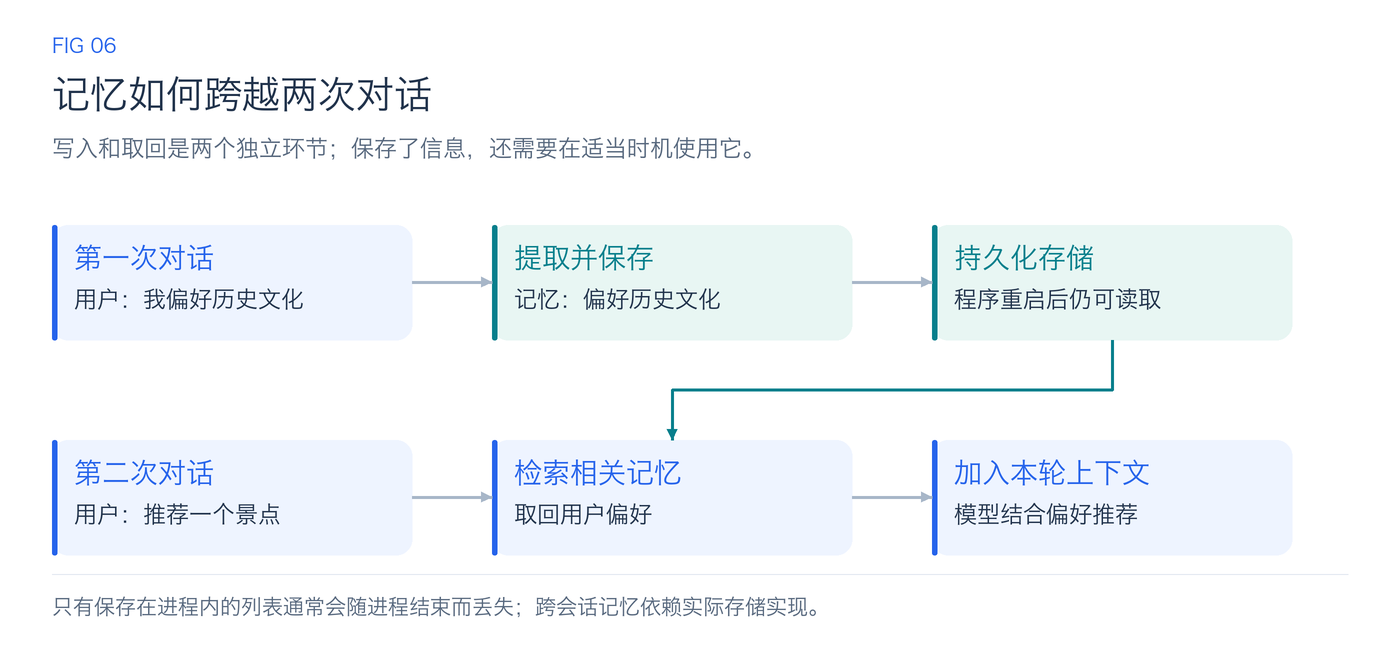 FIG 06
记忆如何跨越两次对话
写入和取回是两个独立环节；保存了信息，还需要在适当时机使用它。
第一次对话
用户：我偏好历史文化
提取并保存
记忆：偏好历史文化
持久化存储
程序重启后仍可读取
第二次对话
用户：推荐一个景点
检索相关记忆
取回用户偏好
加入本轮上下文
模型结合偏好推荐
只有保存在进程内的列表通常会随进程结束而丢失；跨会话记忆依赖实际存储实现。